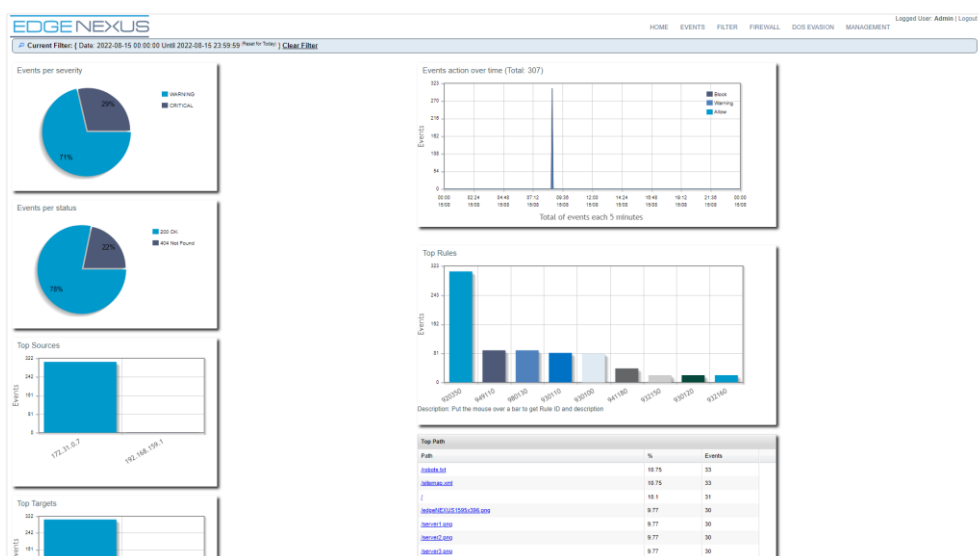 EDGENEXUS
Logged User: Admin | Logout
HOME EVENTS FILTER FIREWALL DOS EVASION MANAGEMENT
Current Filter: ( Date: 2022-08-15 00:00:00 Until 2022-08-15 23:59:59 (Reset for Today) ) Clear Filter
Events per severity
WARNING
CRITICAL
29%
71%
Events per status
200 OK
404 Not Found
22%
78%
Top Sources
322
242
161
81
0
Events
172.31.0.7
192.168.159.1
Top Targets
322
242
161
Events action over time (Total: 307)
323
270
216
162
108
54
0
Events
Block
Warning
Allow
00:00 02:24 04:48 07:12 09:36 12:00 14:24 16:48 19:12 21:36 00:00
Total of events each 5 minutes
Top Rules
323
243
162
81
0
Events
920350 949110 980130 930110 930100 941180 932150 930120 932160
Description: Put the mouse over a bar to get Rule ID and description
Top Path
Path % Events
/robots.txt 10.75 33
/sitemap.xml 10.75 33
/ 10.1 31
/edgeNEXUS1595x396.png 9.77 30
/server1.png 9.77 30
/server2.png 9.77 30
/server3.png 9.77 30